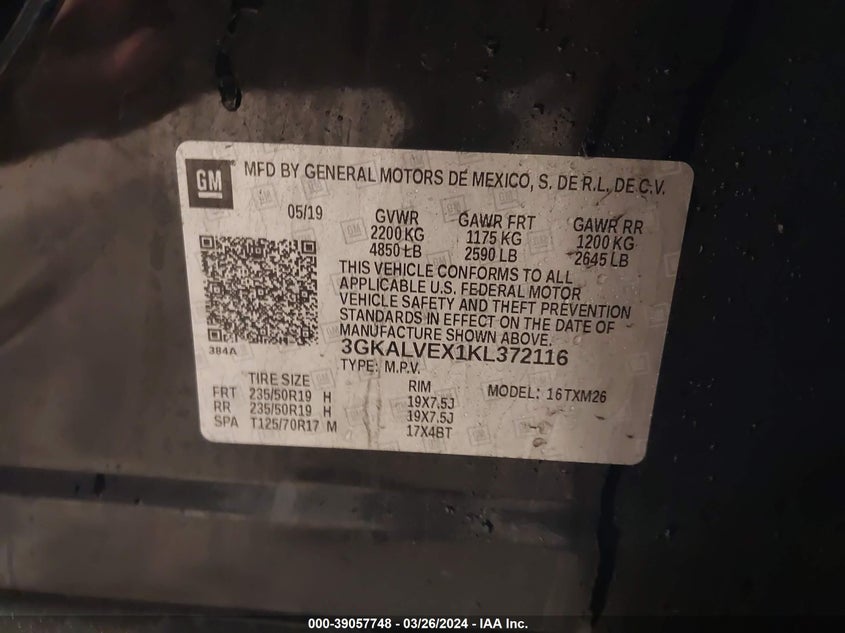 GM
MFD BY GENERAL MOTORS DE MEXICO, S. DE R.L. DE C.V.
05/19 GVWR GAWR FRT GAWR RR
2200 KG 1175 KG 1200 KG
4850 LB 2590 LB 2645 LB
THIS VEHICLE CONFORMS TO ALL
APPLICABLE U.S. FEDERAL MOTOR
VEHICLE SAFETY AND THEFT PREVENTION
STANDARDS IN EFFECT ON THE DATE OF
MANUFACTURE SHOWN ABOVE.
384A
3GKALVEX1KL372116
TYPE: M.P.V.
TIRE SIZE RIM MODEL: 16TXM26
FRT 235/50R19 H 19X7.5J
RR 235/50R19 H 19X7.5J
SPA T125/70R17 M 17X4BT
000-39057748 - 03/26/2024 - IAA Inc.